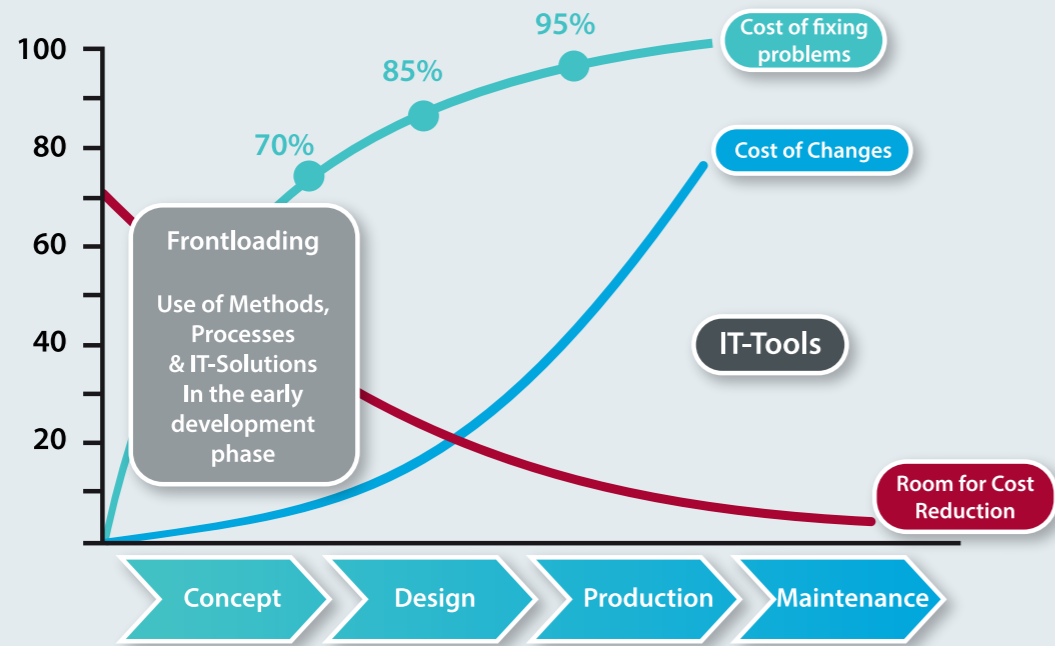 100
80
60
40
20
70%
85%
95%
Cost of fixing
problems
Cost of Changes
Frontloading
Use of Methods,
Processes
& IT-Solutions
In the early
development
phase
IT-Tools
Room for Cost
Reduction
Concept
Design
Production
Maintenance